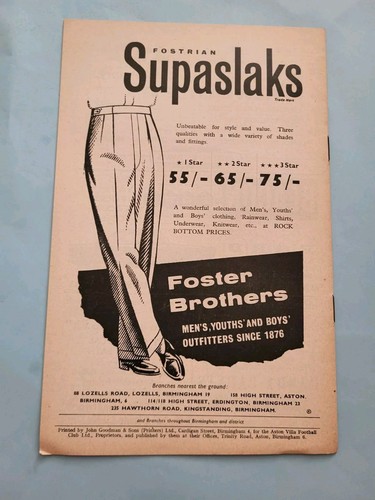 FOSTRIAN
Supaslaks
Trade Mark
Unbeatable for style and value. Three
qualities with a wide variety of shades
and fittings.
★ 1 Star ★★ 2 Star ★★★ 3 Star
55/- 65/- 75/-
A wonderful selection of Men's, Youths'
and Boys' clothing, Rainwear, Shirts,
Underwear, Knitwear, etc., at ROCK
BOTTOM PRICES.
Foster
Brothers
MEN'S, YOUTHS' AND BOYS'
OUTFITTERS SINCE 1876
Branches nearest the ground:
88 LOZELLS ROAD, LOZELLS, BIRMINGHAM 19 158 HIGH STREET, ASTON,
BIRMINGHAM, 6 114/118 HIGH STREET, ERDINGTON, BIRMINGHAM 23
235 HAWTHORN ROAD, KINGSTANDING, BIRMINGHAM.
and Branches throughout Birmingham and district
Printed by John Goodman & Sons (Printers) Ltd., Cardigan Street, Birmingham 4, for the Aston Villa Football
Club Ltd., Proprietors, and published by them at their Offices, Trinity Road, Aston, Birmingham 6.